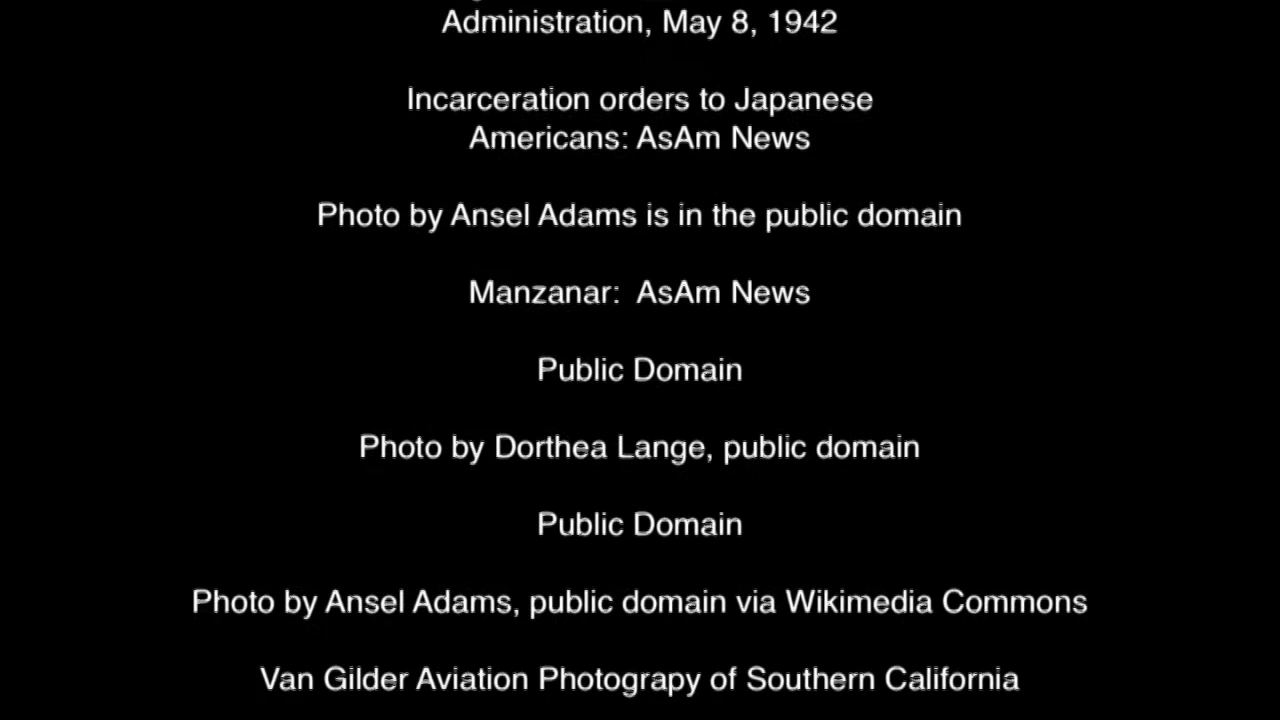 Administration, May 8, 1942
Incarceration orders to Japanese
Americans: AsAm News
Photo by Ansel Adams is in the public domain
Manzanar:  AsAm News
Public Domain
Photo by Dorthea Lange, public domain
Public Domain
Photo by Ansel Adams, public domain via Wikimedia Commons
Van Gilder Aviation Photograpy of Southern California